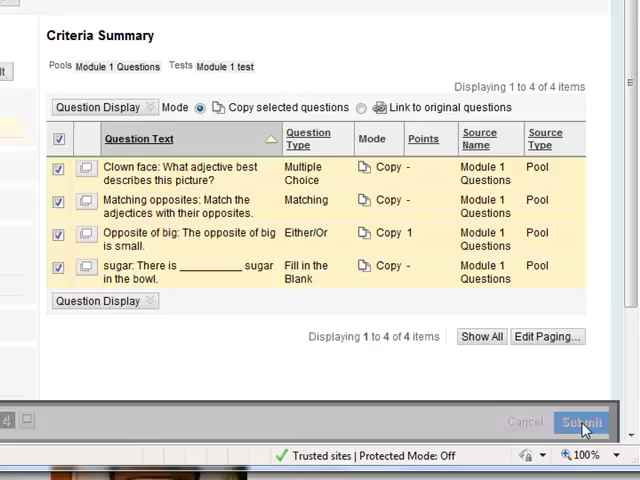 Criteria Summary
Pools Module 1 Questions Tests Module 1 test
Displaying 1 to 4 of 4 items
Question Display Mode Copy selected questions Link to original questions
Question Text Question Type Mode Points Source Name Source Type
Clown face: What adjective best describes this picture? Multiple Choice Copy - Module 1 Questions Pool
Matching opposites: Match the adjectives with their opposites. Matching Copy - Module 1 Questions Pool
Opposite of big: The opposite of big is small. Either/Or Copy 1 Module 1 Questions Pool
sugar: There is __________ sugar in the bowl. Fill in the Blank Copy - Module 1 Questions Pool
Question Display
Displaying 1 to 4 of 4 items Show All Edit Paging...
4 Cancel Submit
Trusted sites | Protected Mode: Off 100%